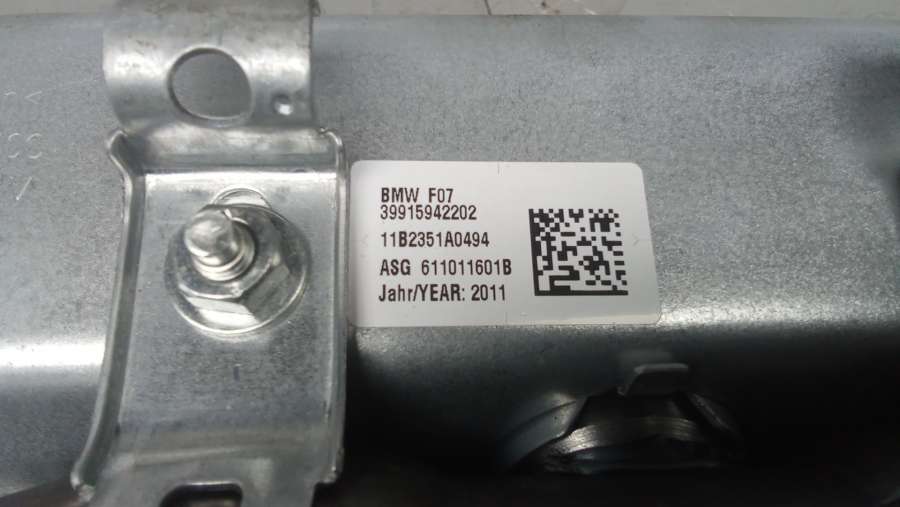 BMW F07
39915942202
11B2351A0494
ASG 611011601B
Jahr/YEAR: 2011